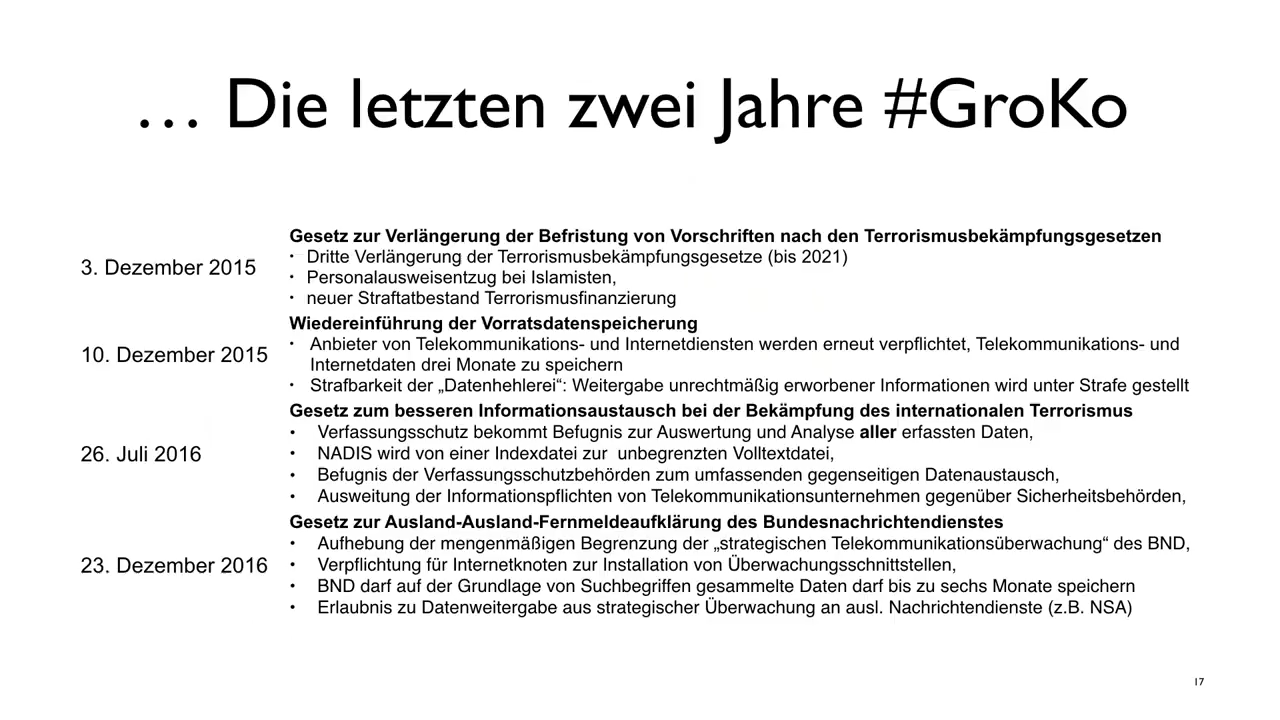 … Die letzten zwei Jahre #GroKo
3. Dezember 2015
Gesetz zur Verlängerung der Befristung von Vorschriften nach den Terrorismusbekämpfungsgesetzen
• Dritte Verlängerung der Terrorismusbekämpfungsgesetze (bis 2021)
• Personalausweisentzug bei Islamisten,
• neuer Straftatbestand Terrorismusfinanzierung
10. Dezember 2015
Wiedereinführung der Vorratsdatenspeicherung
• Anbieter von Telekommunikations- und Internetdiensten werden erneut verpflichtet, Telekommunikations- und
Internetdaten drei Monate zu speichern
• Strafbarkeit der „Datenhehlerei“: Weitergabe unrechtmäßig erworbener Informationen wird unter Strafe gestellt
26. Juli 2016
Gesetz zum besseren Informationsaustausch bei der Bekämpfung des internationalen Terrorismus
• Verfassungsschutz bekommt Befugnis zur Auswertung und Analyse aller erfassten Daten,
• NADIS wird von einer Indexdatei zur unbegrenzten Volltextdatei,
• Befugnis der Verfassungsschutzbehörden zum umfassenden gegenseitigen Datenaustausch,
• Ausweitung der Informationspflichten von Telekommunikationsunternehmen gegenüber Sicherheitsbehörden,
23. Dezember 2016
Gesetz zur Ausland-Ausland-Fernmeldeaufklärung des Bundesnachrichtendienstes
• Aufhebung der mengenmäßigen Begrenzung der „strategischen Telekommunikationsüberwachung“ des BND,
• Verpflichtung für Internetknoten zur Installation von Überwachungsschnittstellen,
• BND darf auf der Grundlage von Suchbegriffen gesammelte Daten darf bis zu sechs Monate speichern
• Erlaubnis zu Datenweitergabe aus strategischer Überwachung an ausl. Nachrichtendienste (z.B. NSA)
17